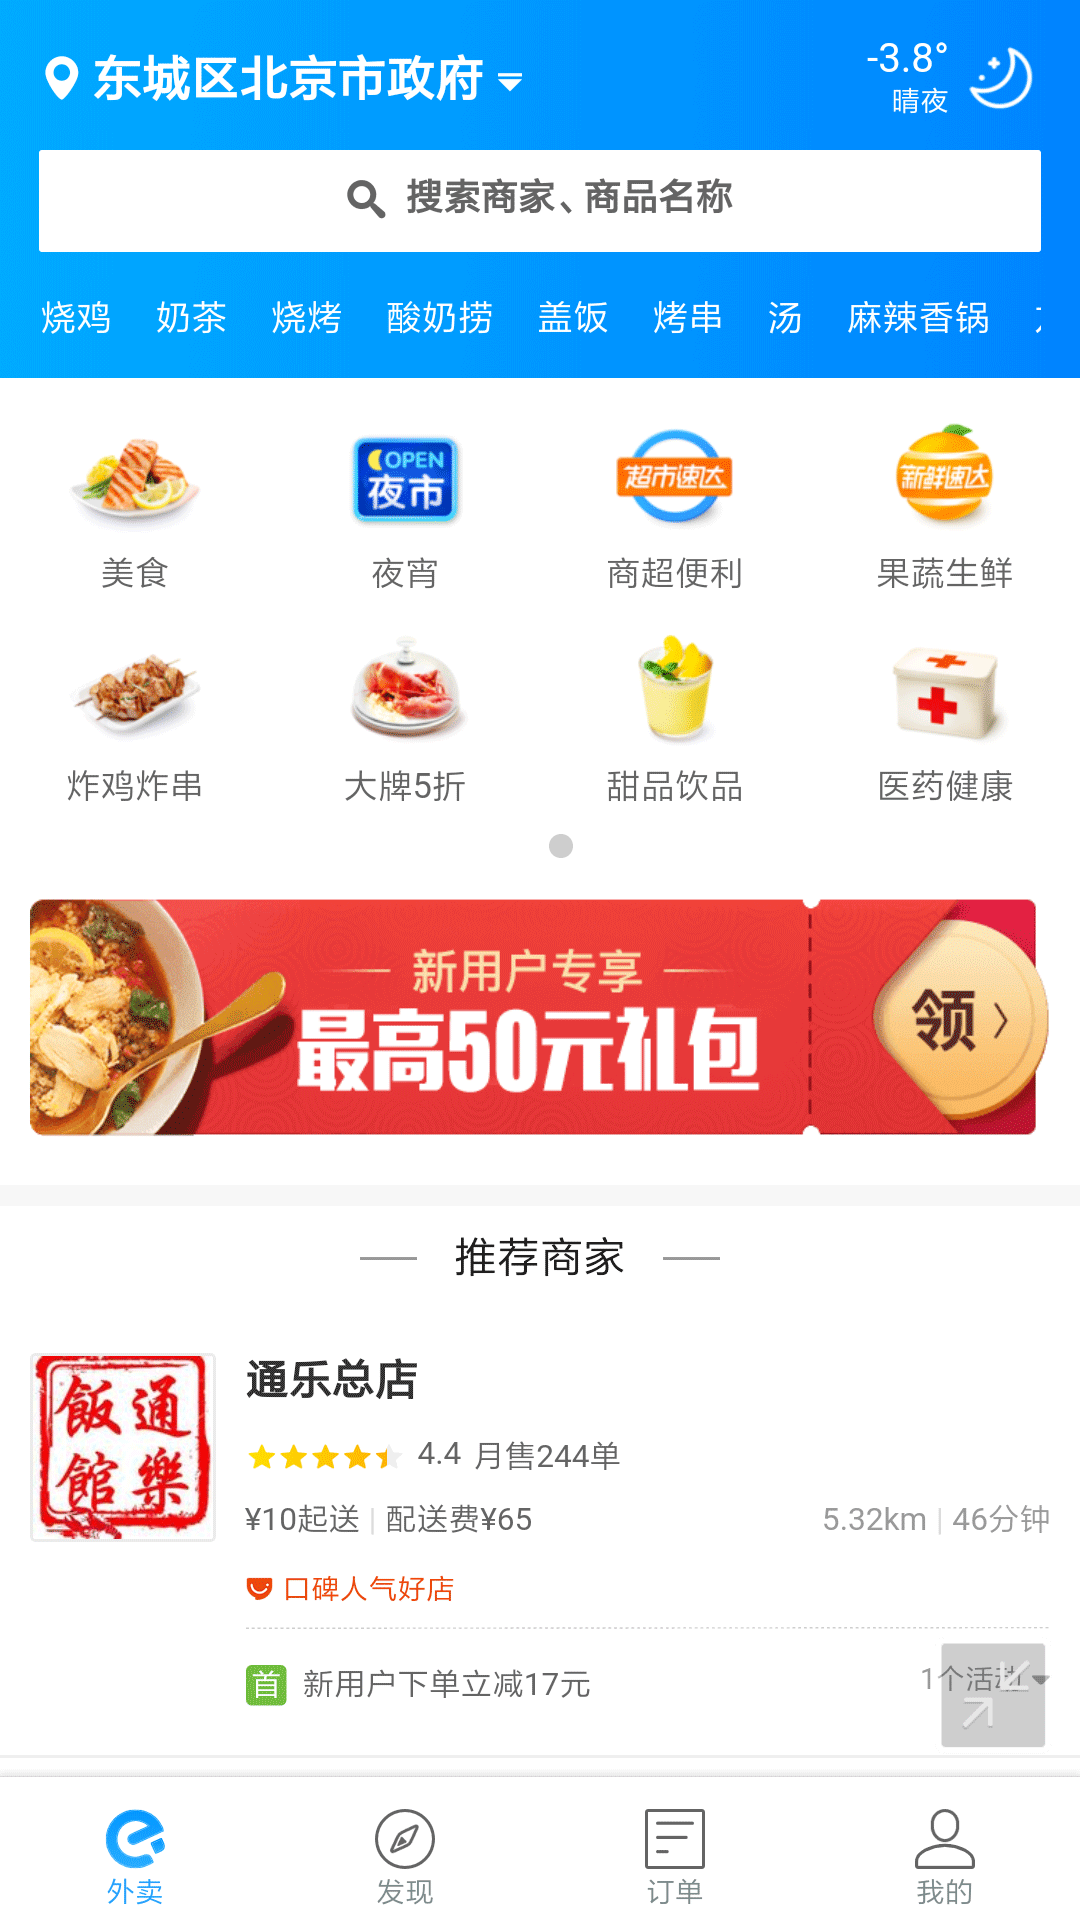 东城区北京市政府
-3.8°
晴夜
搜索商家、商品名称
烧鸡 奶茶 烧烤 酸奶捞 盖饭 烤串 汤 麻辣香锅
OPEN
夜市
超市速达
新鲜速达
美食 夜宵 商超便利 果蔬生鲜
炸鸡炸串 大牌5折 甜品饮品 医药健康
新用户专享
最高50元礼包
领
推荐商家
飯通
館樂
通乐总店
4.4 月售244单
¥10起送 | 配送费¥65
5.32km | 46分钟
口碑人气好店
首 新用户下单立减17元
1个活动
外卖 发现 订单 我的